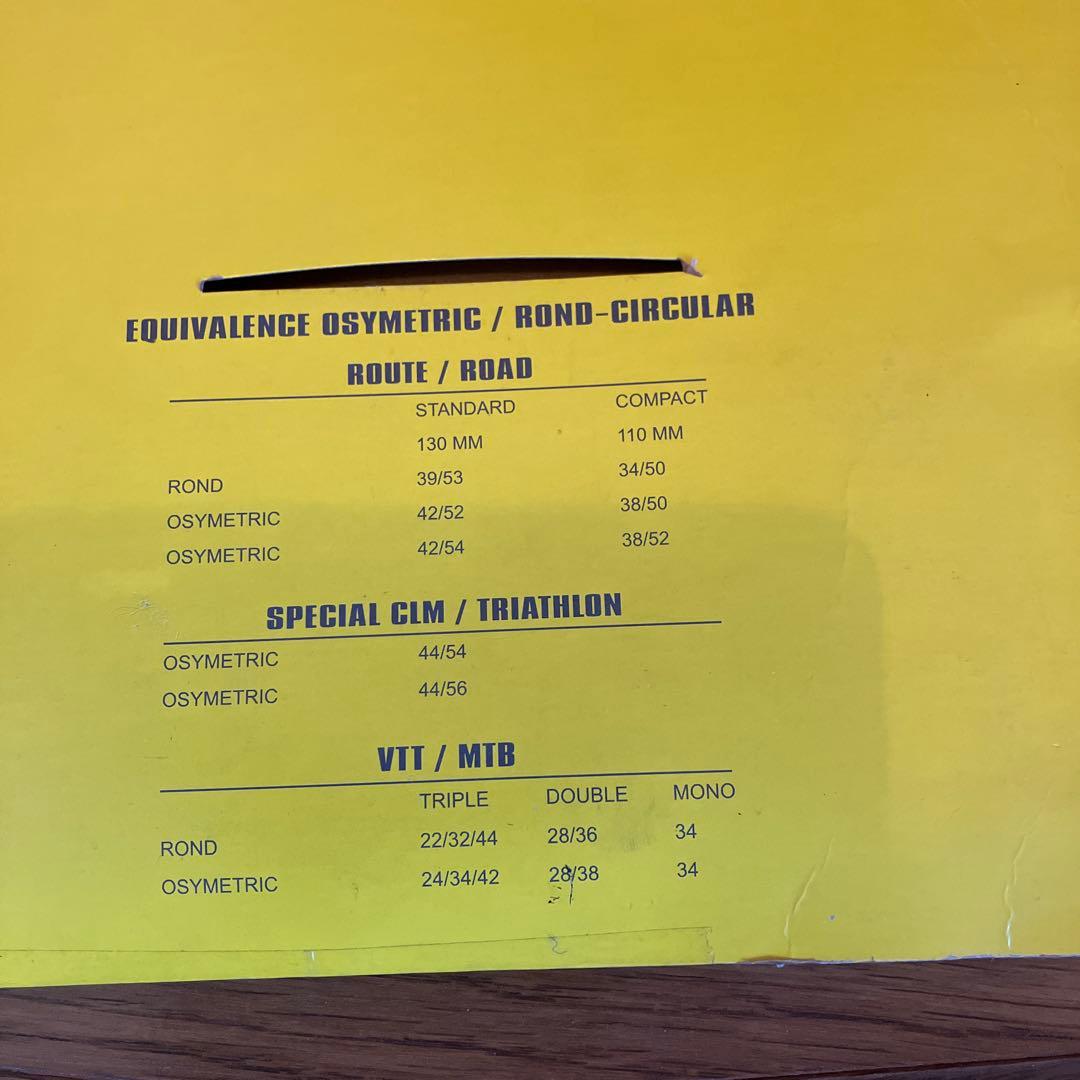 EQUIVALENCE OSYMETRIC / ROND-CIRCULAR
ROUTE / ROAD
STANDARD COMPACT
130 MM 110 MM
ROND 39/53 34/50
OSYMETRIC 42/52 38/50
OSYMETRIC 42/54 38/52
SPECIAL CLM / TRIATHLON
OSYMETRIC 44/54
OSYMETRIC 44/56
VTT / MTB
TRIPLE DOUBLE MONO
ROND 22/32/44 28/36 34
OSYMETRIC 24/34/42 28/38 34